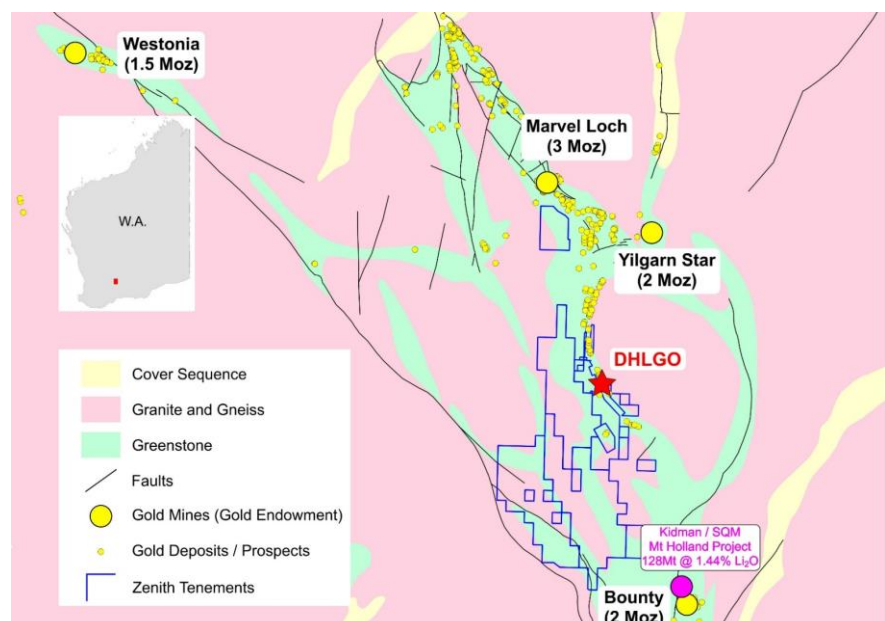 Westonia
(1.5 Moz)
Marvel Loch
(3 Moz)
W.A.
Yilgarn Star
(2 Moz)
DHLGO
Cover Sequence
Granite and Gneiss
Greenstone
Faults
Gold Mines (Gold Endowment)
Gold Deposits / Prospects
Zenith Tenements
Kidman / SQM
Mt Holland Project
128Mt @ 1.44% Li₂O
Bounty
(2 Moz)